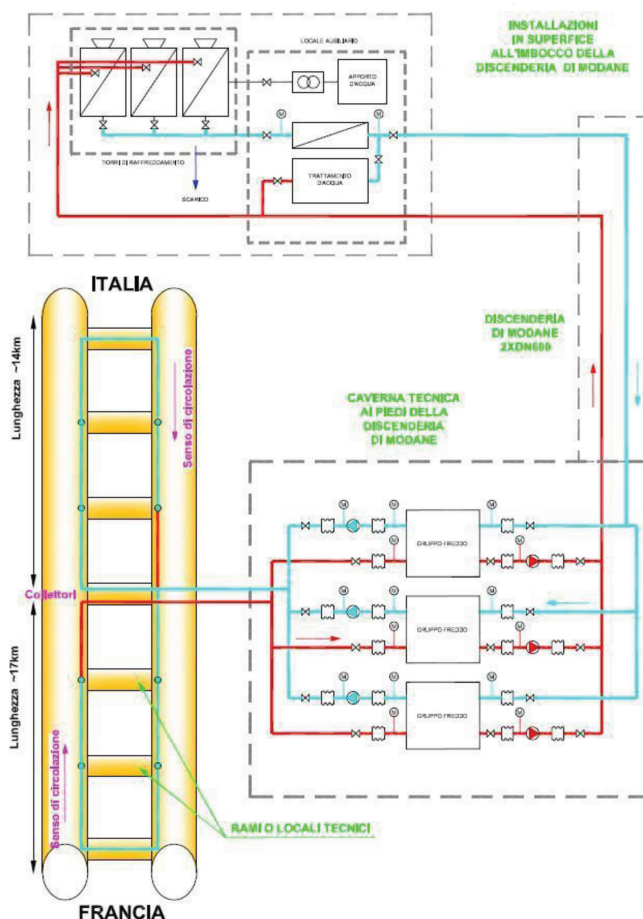 INSTALLAZIONI
IN SUPERFICE
ALL'IMBOCCO DELLA
DISCENDERIA DI MODANE
LOCALE AUXILIARIO
APPORTO
D'ACQUA
M
M
TORRI DI RAFFREDDAMENTO
TRATTAMENTO
D'ACQUA
SCARICO
ITALIA
Lunghezza ~14km
Senso di circolazione
DISCENDERIA
DI MODANE
2XDN600
CAVERNA TECNICA
AI PIEDI DELLA
DISCENDERIA
DI MODANE
M
M
M
GRUPPO FREDDO
M
M
Collettori
M
M
M
GRUPPO FREDDO
M
M
Lunghezza ~17km
Senso di circolazione
M
M
M
GRUPPO FREDDO
M
M
RAMI O LOCALI TECNICI
FRANCIA